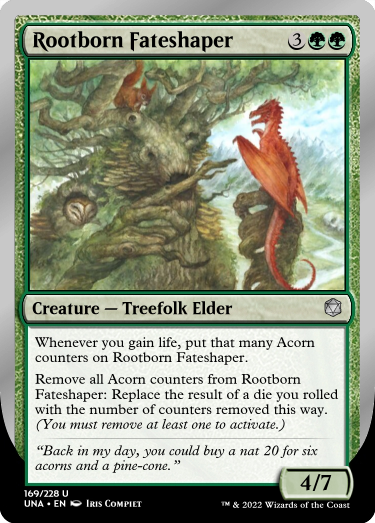 Rootborn Fateshaper 3
Creature — Treefolk Elder
Whenever you gain life, put that many Acorn
counters on Rootborn Fateshaper.
Remove all Acorn counters from Rootborn
Fateshaper: Replace the result of a die you rolled
with the number of counters removed this way.
(You must remove at least one to activate.)
“Back in my day, you could buy a nat 20 for six
acorns and a pine-cone.”
4/7
169/228 U
UNA • EN Iris Compiet
™ & 2022 Wizards of the Coast